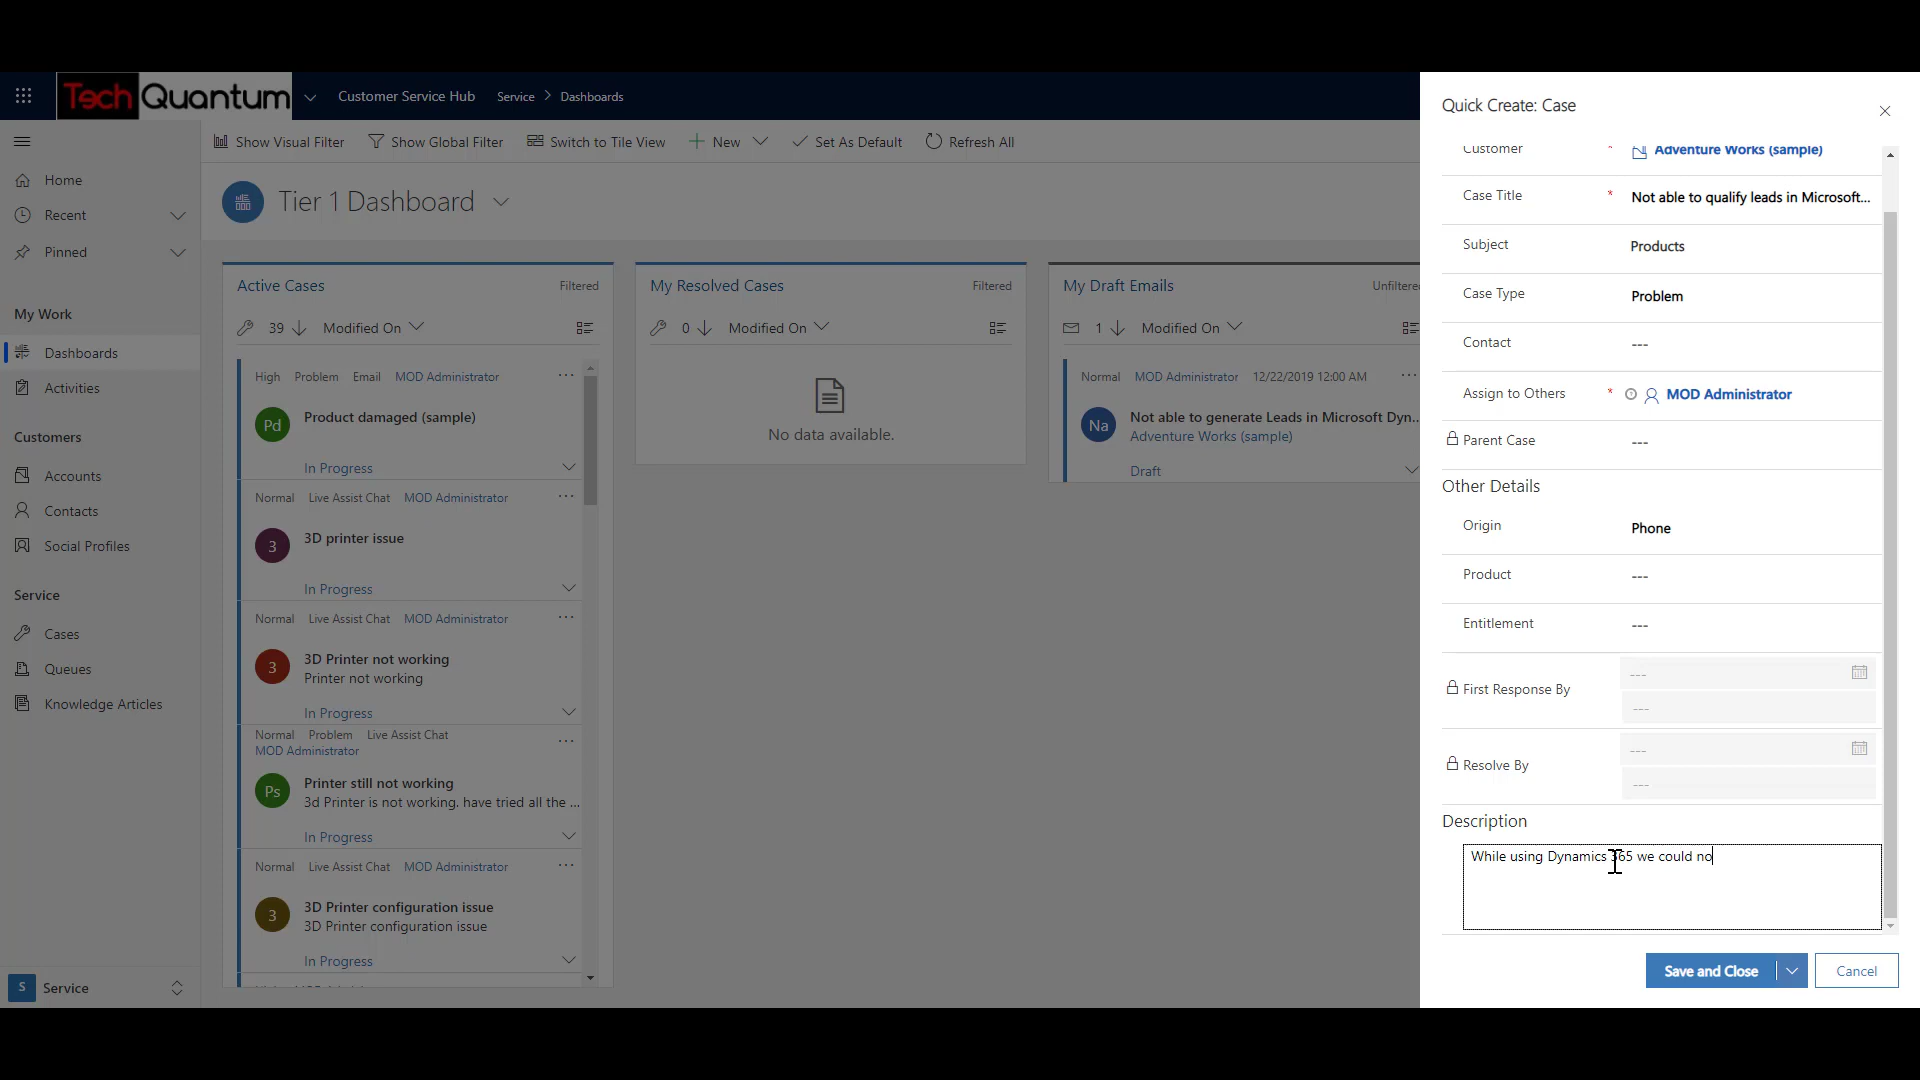 Tech Quantum
Customer Service Hub
Service > Dashboards
Show Visual Filter
Show Global Filter
Switch to Tile View
New
Set As Default
Refresh All
Home
Recent
Pinned
My Work
Dashboards
Activities
Customers
Accounts
Contacts
Social Profiles
Service
Cases
Queues
Knowledge Articles
S Service
Tier 1 Dashboard
Active Cases Filtered
39 Modified On
High Problem Email MOD Administrator ...
Pd Product damaged (sample)
In Progress
Normal Live Assist Chat MOD Administrator ...
3 3D printer issue
In Progress
Normal Live Assist Chat MOD Administrator ...
3 3D Printer not working
Printer not working
In Progress
Normal Problem Live Assist Chat ...
MOD Administrator
Ps Printer still not working
3d Printer is not working. have tried all the ...
In Progress
Normal Live Assist Chat MOD Administrator ...
3 3D Printer configuration issue
3D Printer configuration issue
In Progress
My Resolved Cases Filtered
0 Modified On
No data available.
My Draft Emails Unfiltered
1 Modified On
Normal MOD Administrator 12/22/2019 12:00 AM ...
Na Not able to generate Leads in Microsoft Dyn...
Adventure Works (sample)
Draft
Quick Create: Case
Customer * Adventure Works (sample)
Case Title * Not able to qualify leads in Microsoft...
Subject Products
Case Type Problem
Contact ---
Assign to Others * MOD Administrator
Parent Case ---
Other Details
Origin Phone
Product ---
Entitlement ---
First Response By ---
---
Resolve By ---
---
Description
While using Dynamics 365 we could no
Save and Close
Cancel